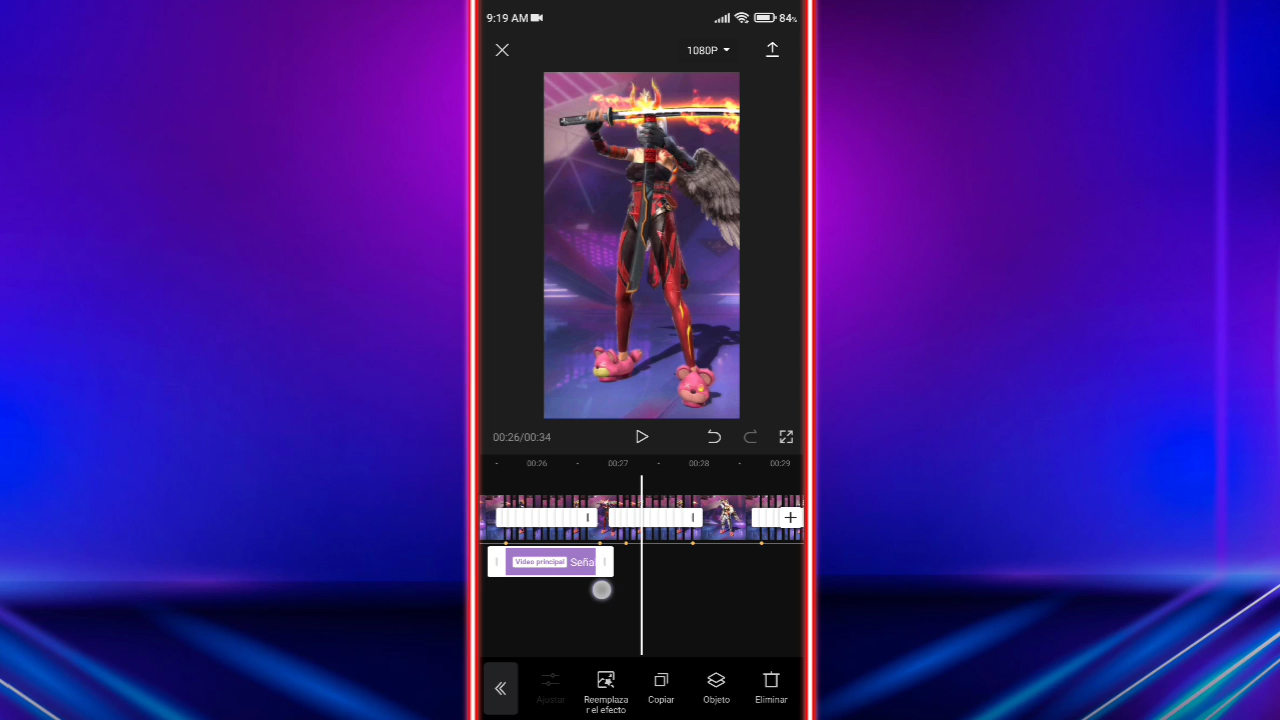 9:19 AM
84%
1080P
00:26/00:34
00:26
00:27
00:28
00:29
Vídeo principal
Seña
Ajustar
Reemplaza
r el efecto
Copiar
Objeto
Eliminar